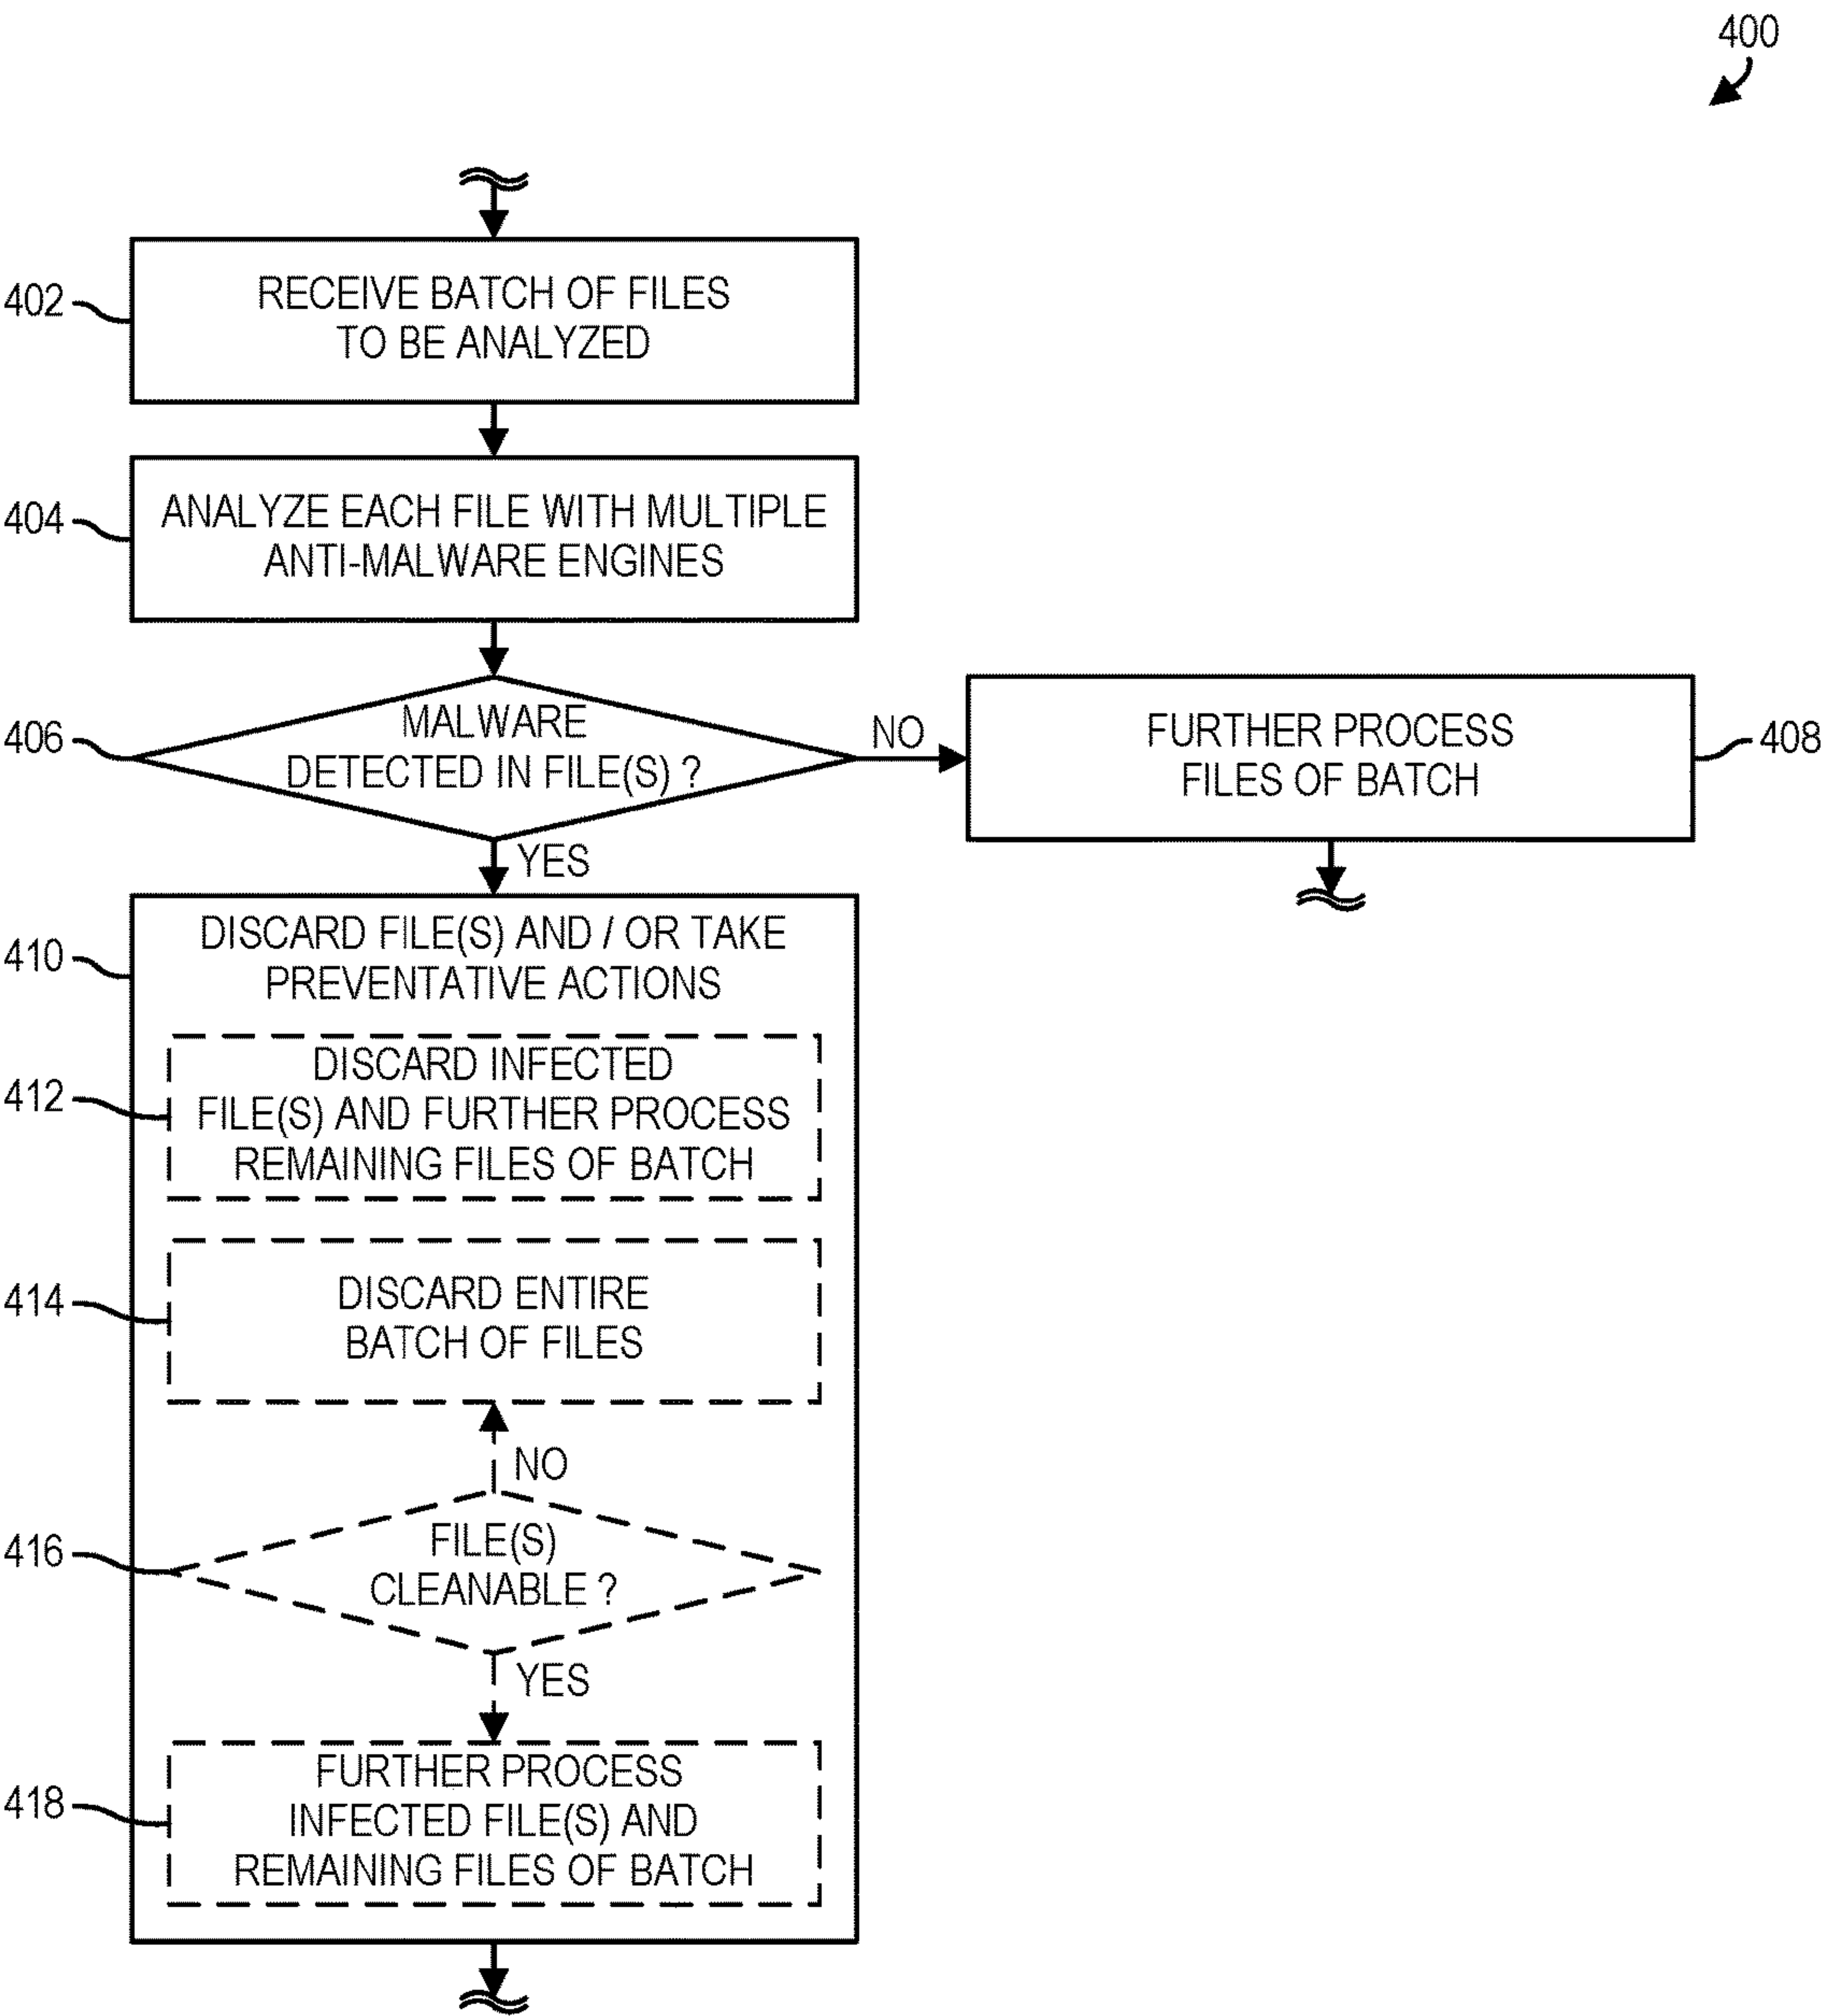 400
402
RECEIVE BATCH OF FILES
TO BE ANALYZED
404
ANALYZE EACH FILE WITH MULTIPLE
ANTI-MALWARE ENGINES
406
MALWARE
DETECTED IN FILE(S) ?
NO
FURTHER PROCESS
FILES OF BATCH
408
YES
410
DISCARD FILE(S) AND / OR TAKE
PREVENTATIVE ACTIONS
412
DISCARD INFECTED
FILE(S) AND FURTHER PROCESS
REMAINING FILES OF BATCH
414
DISCARD ENTIRE
BATCH OF FILES
NO
416
FILE(S)
CLEANABLE ?
YES
418
FURTHER PROCESS
INFECTED FILE(S) AND
REMAINING FILES OF BATCH